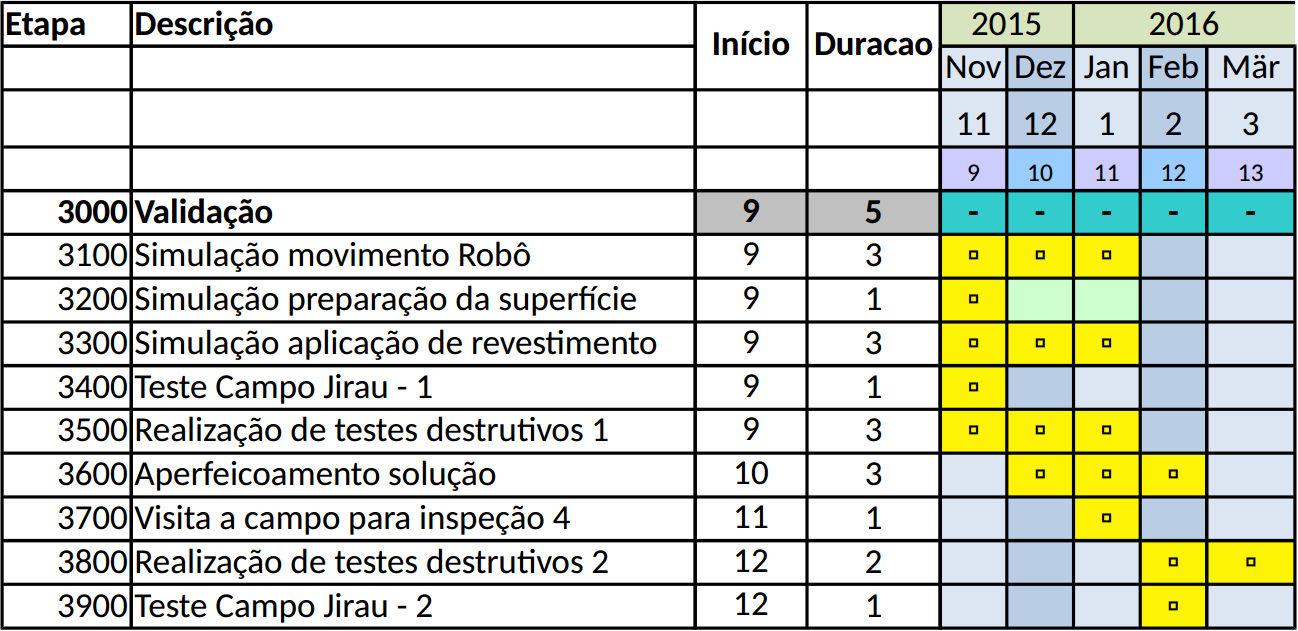 Etapa Descrição Início Duracao 2015 2016
Nov Dez Jan Feb Mär
11 12 1 2 3
9 10 11 12 13
3000 Validação 9 5 - - - - -
3100 Simulação movimento Robô 9 3
3200 Simulação preparação da superfície 9 1
3300 Simulação aplicação de revestimento 9 3
3400 Teste Campo Jirau - 1 9 1
3500 Realização de testes destrutivos 1 9 3
3600 Aperfeicoamento solução 10 3
3700 Visita a campo para inspeção 4 11 1
3800 Realização de testes destrutivos 2 12 2
3900 Teste Campo Jirau - 2 12 1